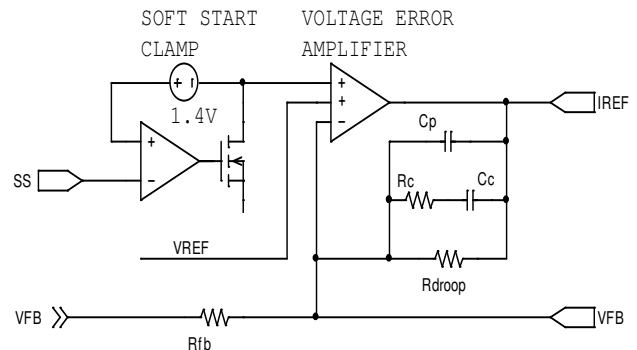 SOFT START
CLAMP
VOLTAGE ERROR
AMPLIFIER
+ -
1.4V
+
-
+
+
-
IREF
Cp
SS
Rc
Cc
VREF
Rdroop
VFB
Rfb
VFB